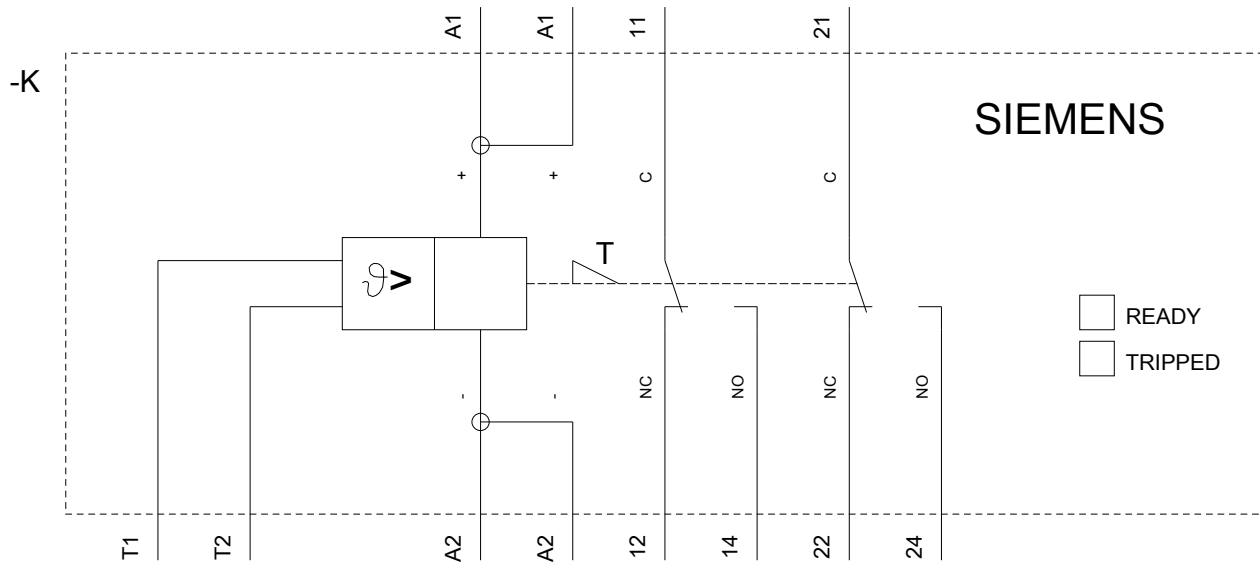 A1 A1 11 21
-K
SIEMENS
+ + C C
T
ϑ>
READY
TRIPPED
- - NC NO NC NO
T1 T2 A2 A2 12 14 22 24